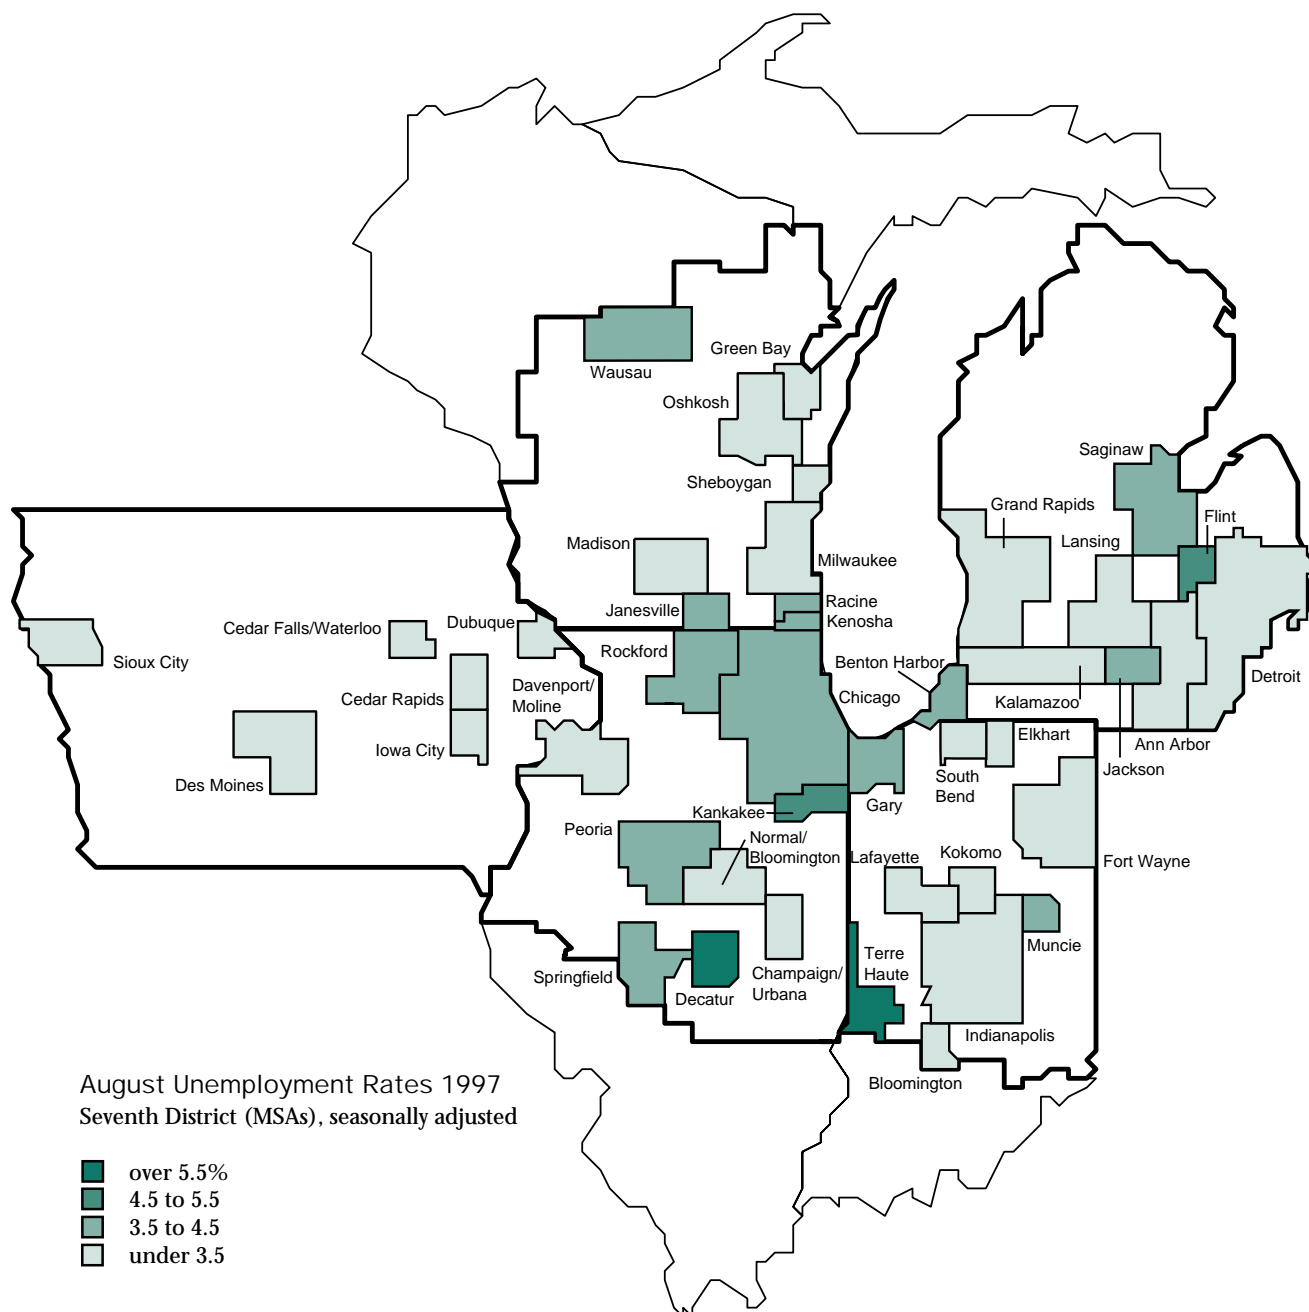 Green Bay
Wausau
Oshkosh
Saginaw
Sheboygan
Grand Rapids
Flint
Lansing
Madison
Milwaukee
Janesville
Racine
Kenosha
Cedar Falls/Waterloo
Dubuque
Rockford
Sioux City
Benton Harbor
Detroit
Cedar Rapids
Davenport/
Moline
Chicago
Kalamazoo
Iowa City
Elkhart
Ann Arbor
Des Moines
South
Bend
Jackson
Kankakee
Gary
Peoria
Normal/
Bloomington
Lafayette
Kokomo
Fort Wayne
Muncie
Terre
Haute
Springfield
Decatur
Champaign/
Urbana
Indianapolis
Bloomington
August Unemployment Rates 1997
Seventh District (MSAs), seasonally adjusted
over 5.5%
4.5 to 5.5
3.5 to 4.5
under 3.5